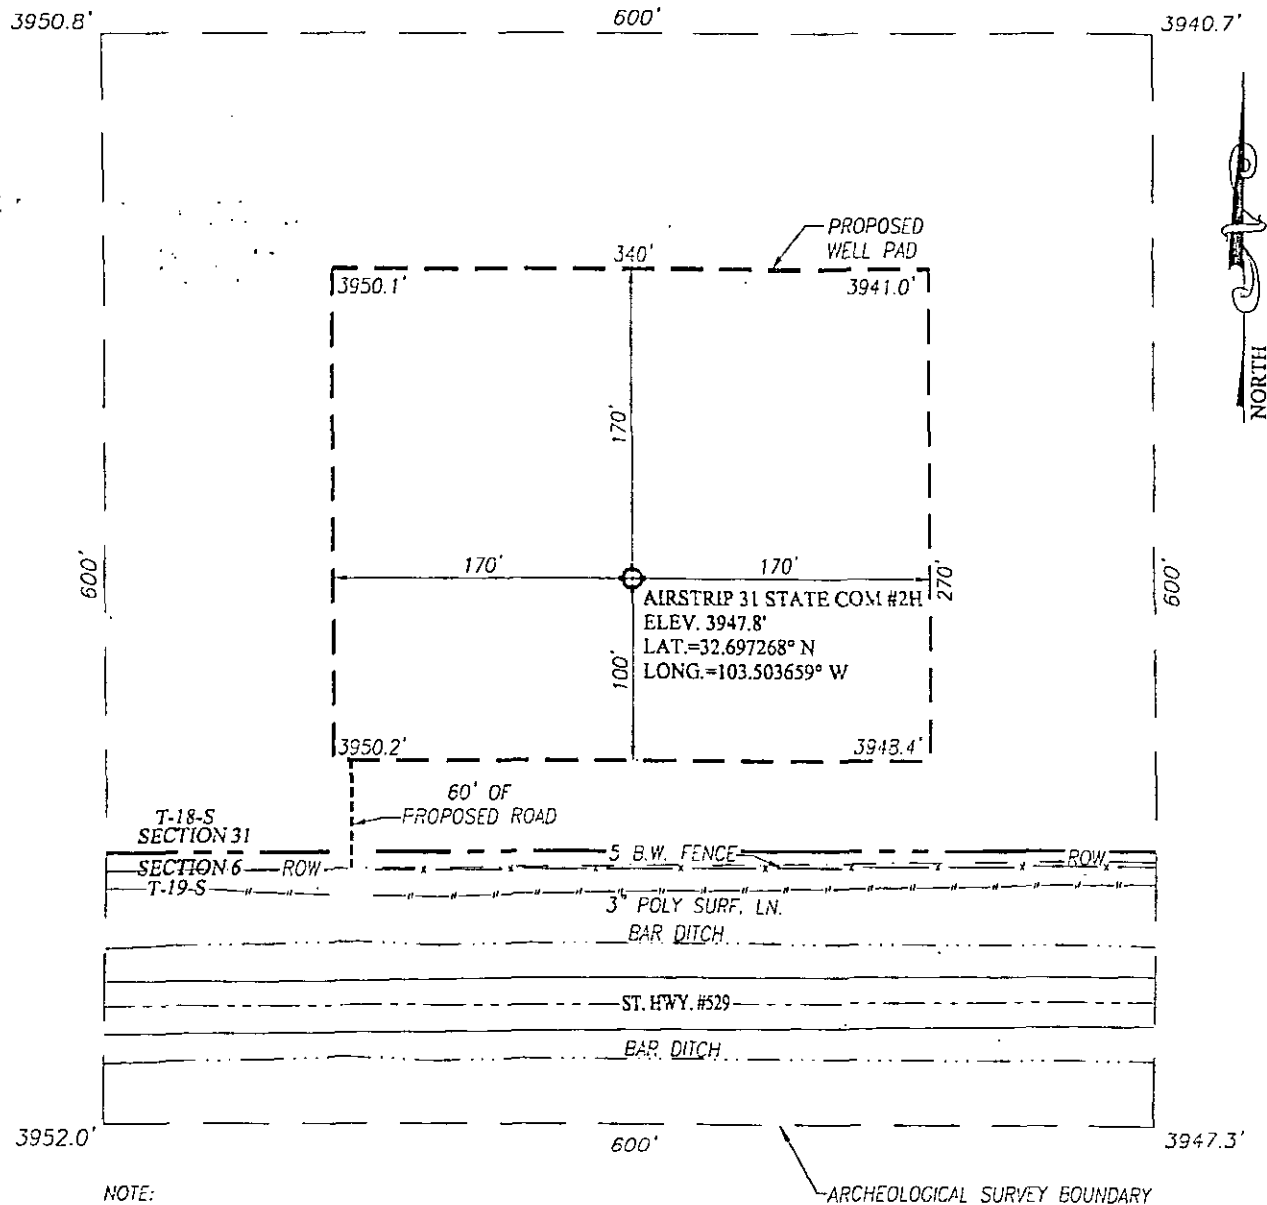 3950.8'
600'
3940.7'
PROPOSED
WELL PAD
340'
3950.1'
3941.0'
NORTH
170'
600'
170'
170'
270'
600'
AIRSTRIP 31 STATE COM #2H
ELEV. 3947.8'
LAT.=32.697268° N
LONG.=103.503659° W
100'
3950.2'
3948.4'
60' OF
PROPOSED ROAD
T-18-S
SECTION 31
5 B.W. FENCE
ROW
SECTION 6
ROW
T-19-S
3" POLY SURF. LN.
BAR DITCH
ST. HWY. #529
BAR DITCH
3952.0'
600'
3947.3'
NOTE:
ARCHEOLOGICAL SURVEY BOUNDARY